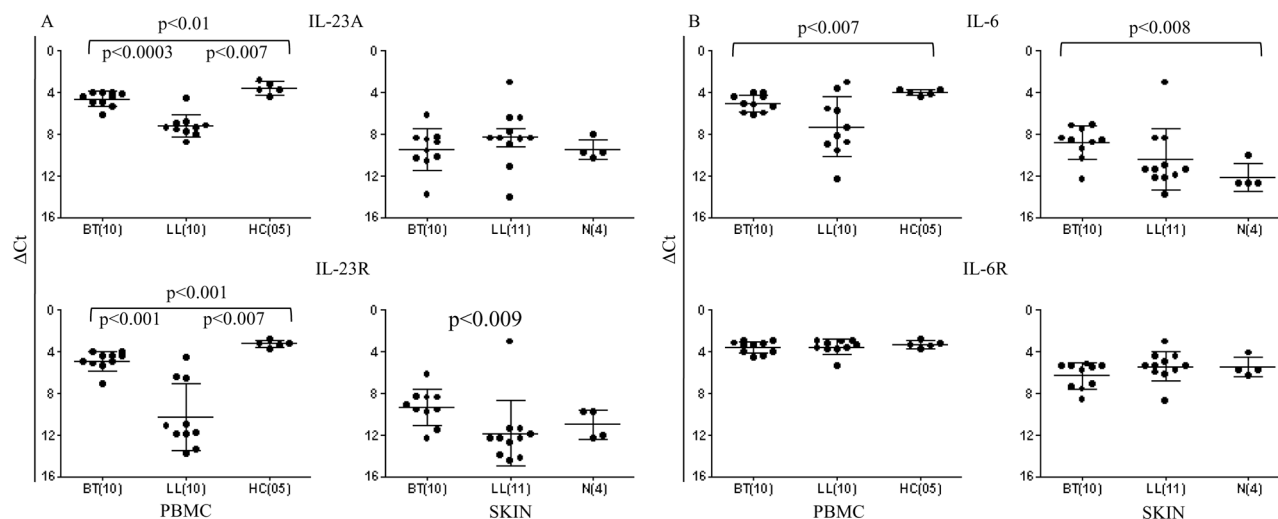 A IL-23A B IL-6
p<0.01
p<0.0003 p<0.007
p<0.007
p<0.008
0 0 0 0
4 4 4 4
8 8 8 8
12 12 12 12
16 16 16 16
BT(10) LL(10) HC(05) BT(10) LL(11) N(4) BT(10) LL(10) HC(05) BT(10) LL(11) N(4)
ΔCt ΔCt
IL-23R IL-6R
p<0.001
p<0.001 p<0.007
p<0.009
0 0 0 0
4 4 4 4
8 8 8 8
12 12 12 12
16 16 16 16
BT(10) LL(10) HC(05) BT(10) LL(11) N(4) BT(10) LL(10) HC(05) BT(10) LL(11) N(4)
PBMC SKIN PBMC SKIN